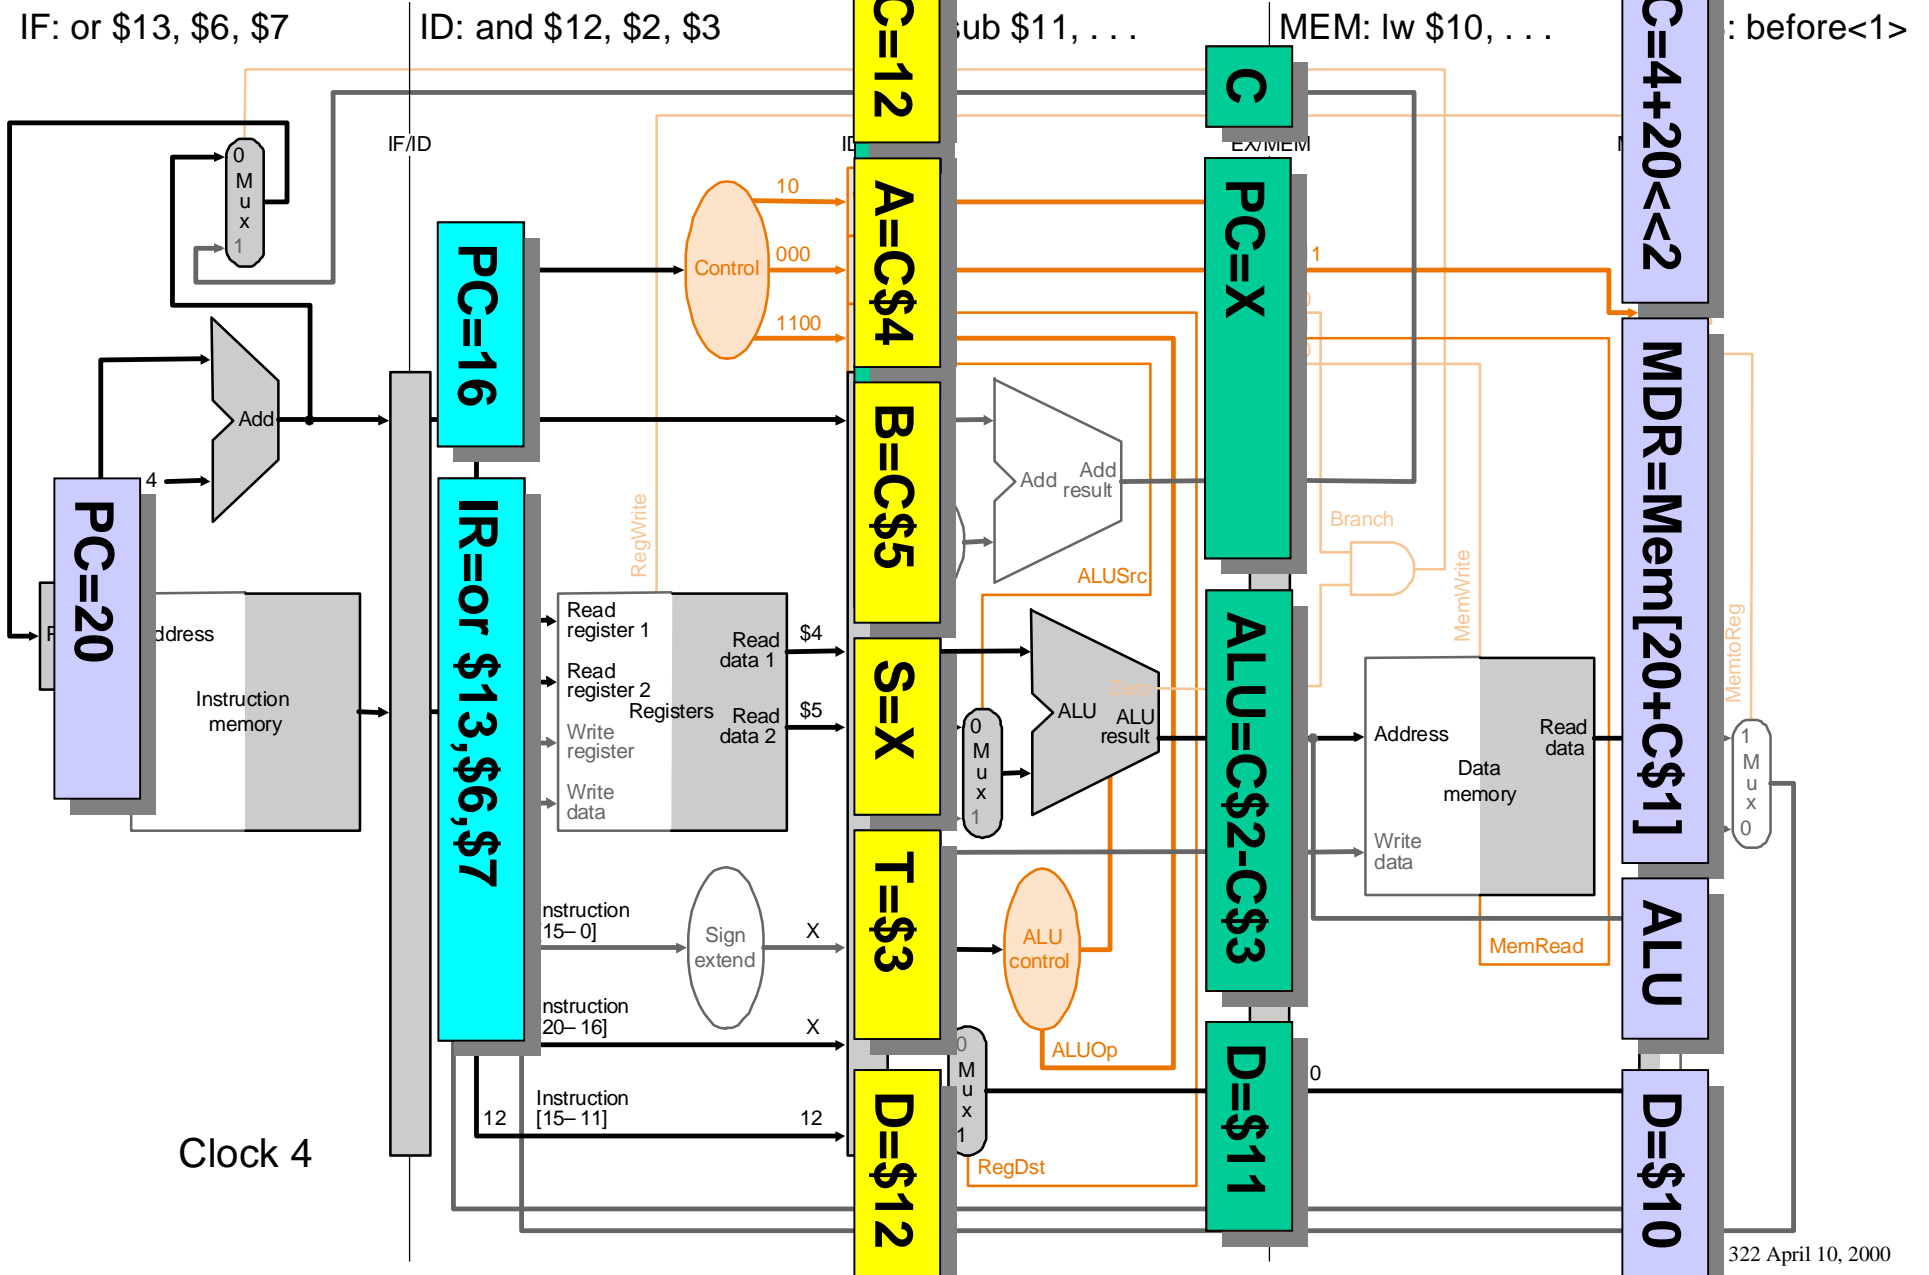 IF: or $13, $6, $7
ID: and $12, $2, $3
sub $11, . . .
MEM: lw $10, . . .
: before<1>
IF/ID
EX/MEM
C=12
C
C=4+20<<2
0
M
u
x
1
PC=16
Control
10
000
1100
A=C$4
PC=X
1
Add
4
PC=20
B=C$5
Add
Add
result
Branch
RegWrite
ALUSrc
MemWrite
MemtoReg
MDR=Mem[20+C$1]
ddress
Instruction
memory
IR=or $13,$6,$7
Read
register 1
Read
register 2
Write
register
Write
data
Registers
Read
data 1
Read
data 2
$4
$5
S=X
0
M
u
x
1
Zero
ALU
ALU
result
ALU=C$2-C$3
Address
Read
data
Data
memory
Write
data
1
M
u
x
0
nstruction
[15–0]
Sign
extend
X
T=$3
ALU
control
MemRead
ALU
nstruction
[20–16]
X
ALUOp
0
M
u
x
1
12
Instruction
[15–11]
12
D=$12
RegDst
D=$11
0
D=$10
Clock 4
322 April 10, 2000